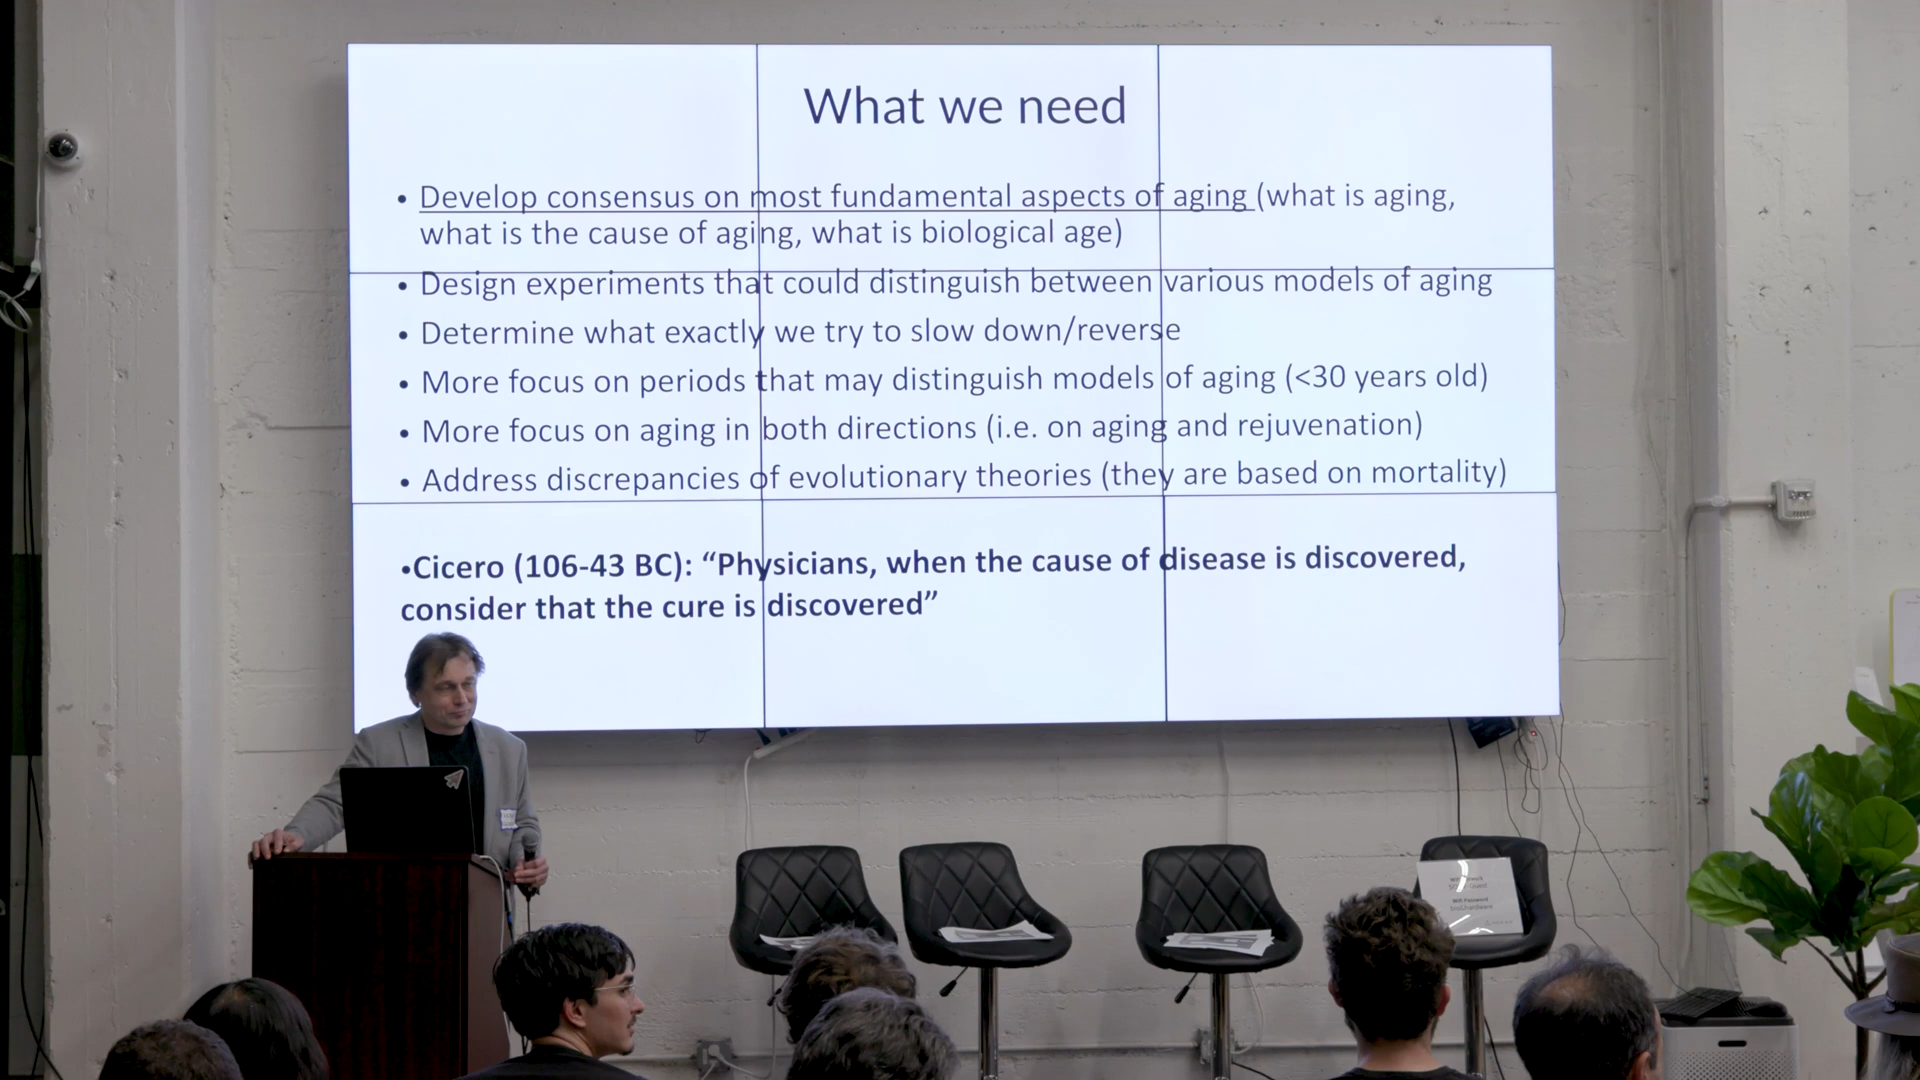 What we need
• Develop consensus on most fundamental aspects of aging (what is aging,
what is the cause of aging, what is biological age)
• Design experiments that could distinguish between various models of aging
• Determine what exactly we try to slow down/reverse
• More focus on periods that may distinguish models of aging (<30 years old)
• More focus on aging in both directions (i.e. on aging and rejuvenation)
• Address discrepancies of evolutionary theories (they are based on mortality)
•Cicero (106-43 BC): “Physicians, when the cause of disease is discovered,
consider that the cure is discovered”
Wifi Password